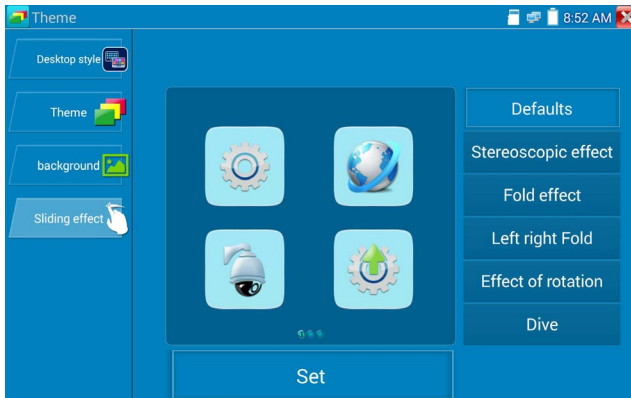 Theme
8:52 AM
Desktop style
Theme
background
Sliding effect
Defaults
Stereoscopic effect
Fold effect
Left right Fold
Effect of rotation
Dive
Set